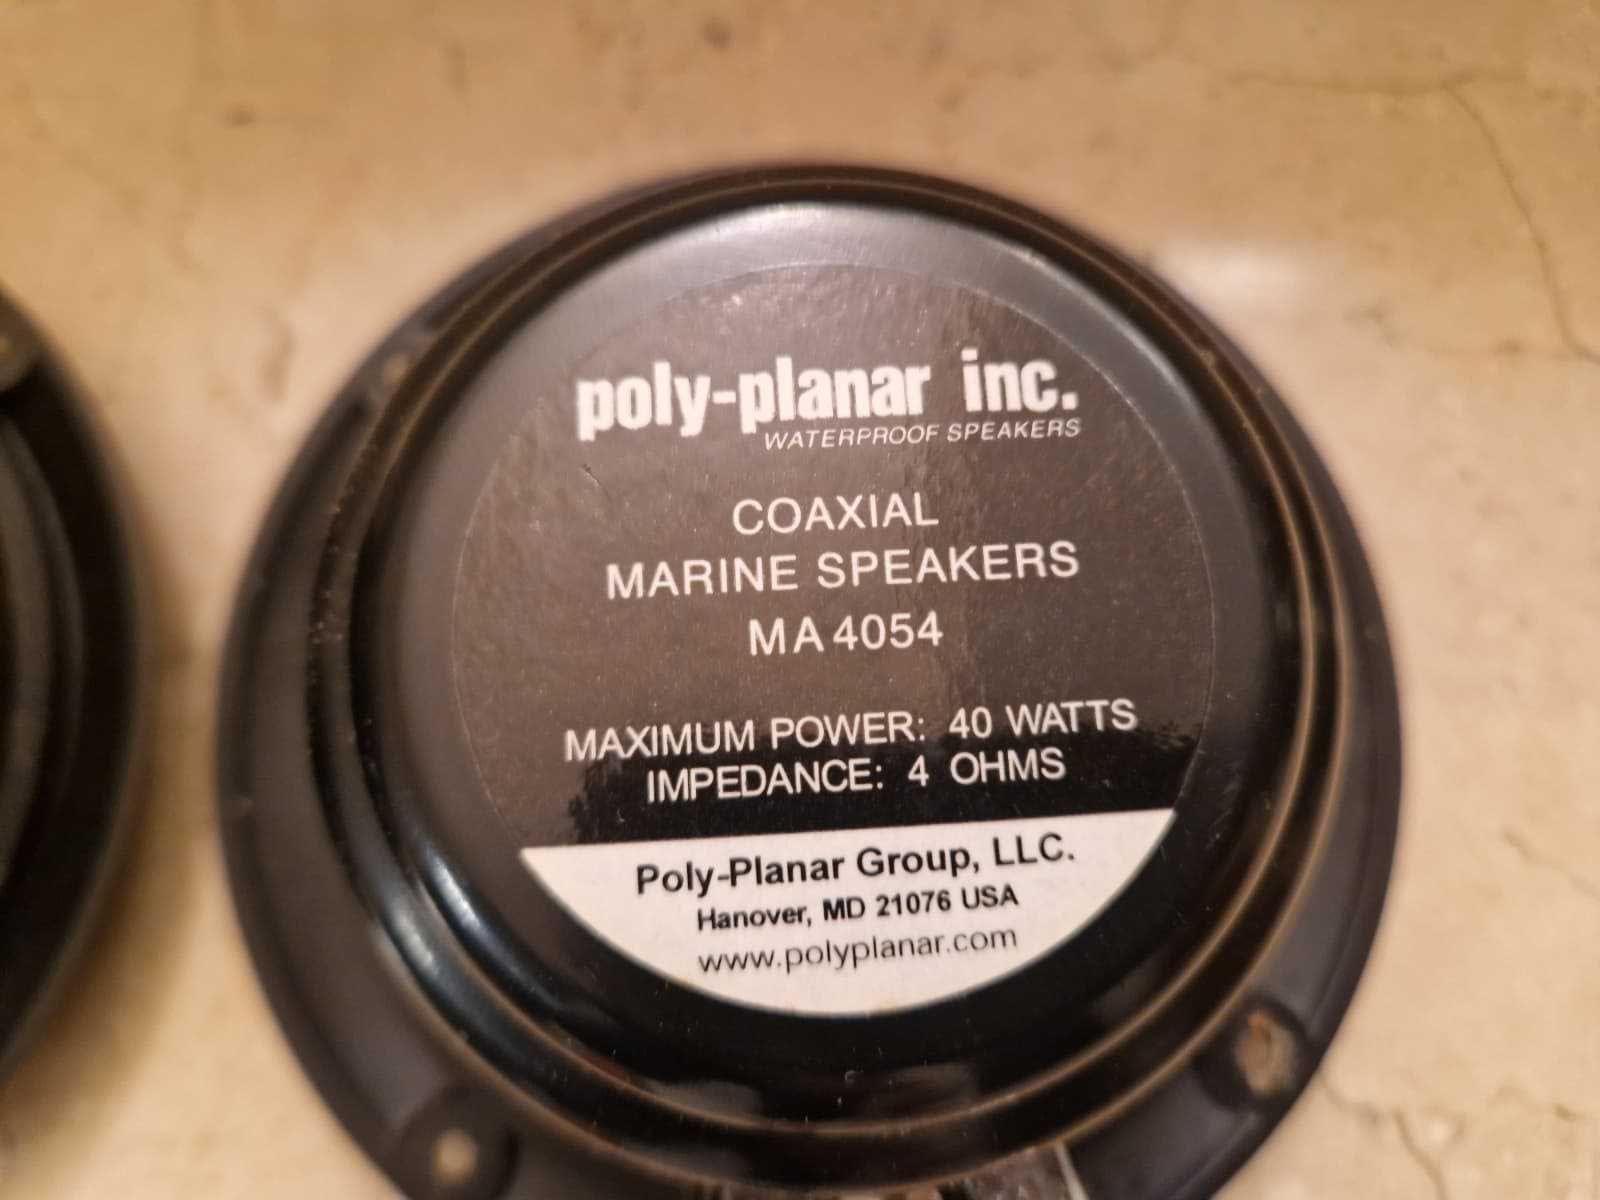 poly-planar inc.
WATERPROOF SPEAKERS
COAXIAL
MARINE SPEAKERS
MA4054
MAXIMUM POWER: 40 WATTS
IMPEDANCE: 4 OHMS
Poly-Planar Group, LLC.
Hanover, MD 21076 USA
www.polyplanar.com